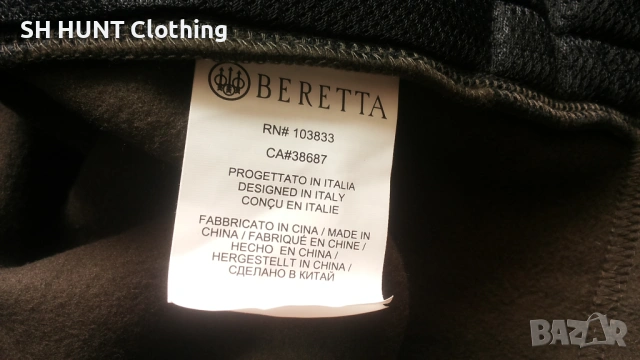 SH HUNT Clothing
BERETTA
RN# 103833
CA#38687
PROGETTATO IN ITALIA
DESIGNED IN ITALY
CONÇU EN ITALIE
FABBRICATO IN CINA / MADE IN
CHINA / FABRIQUÉ EN CHINE /
HECHO EN CHINA /
HERGESTELLT IN CHINA /
СДЕЛАНО В КИТАЙ
BAZAR